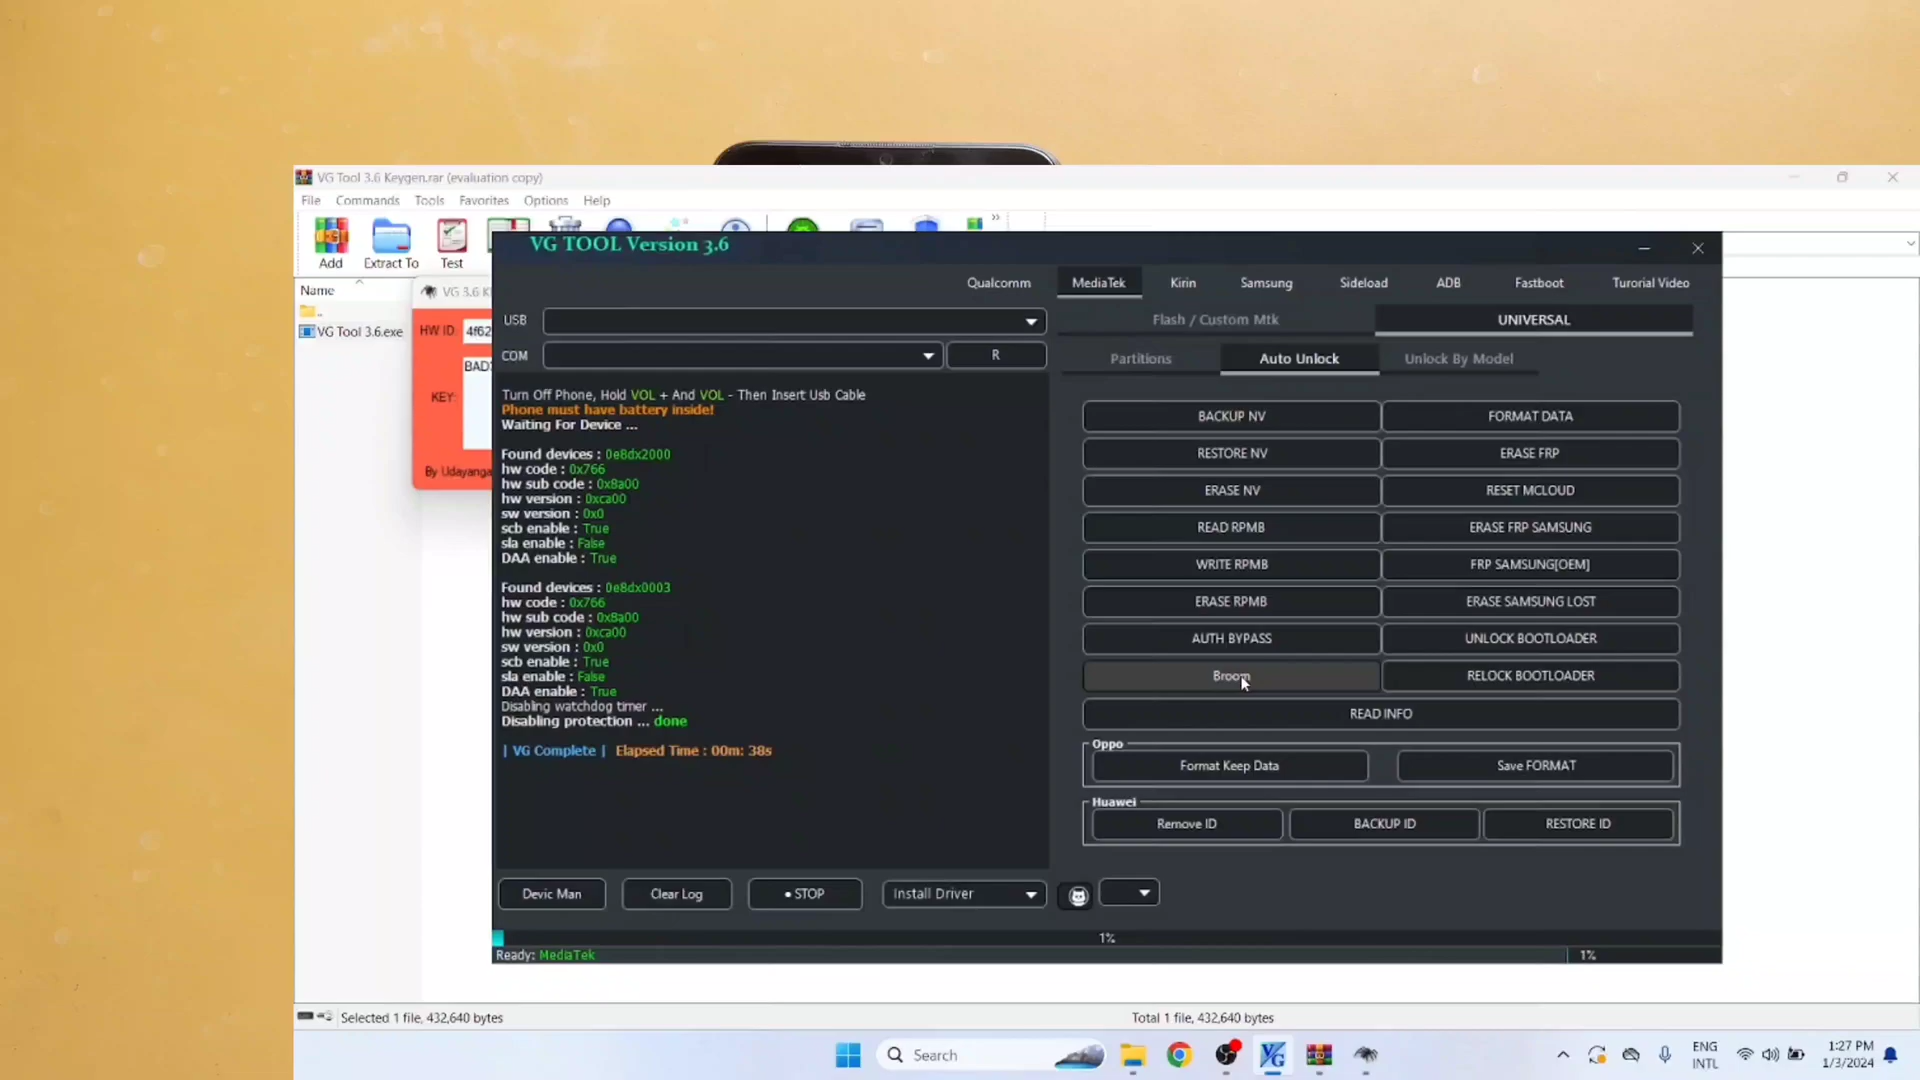 VG Tool 3.6 Keygen.rar (evaluation copy)
File Commands Tools Favorites Options Help
Add Extract To Test
Name
..
VG Tool 3.6.exe
VG 3.6 K
HW ID: 4f62
BAD
KEY:
By Udayanga
VG TOOL Version 3.6
Qualcomm MediaTek Kirin Samsung Sideload ADB Fastboot Turorial Video
USB
COM R
Flash / Custom Mtk UNIVERSAL
Partitions Auto Unlock Unlock By Model
Turn Off Phone, Hold VOL + And VOL - Then Insert Usb Cable
Phone must have battery inside!
Waiting For Device ...
Found devices : 0e8dx2000
hw code : 0x766
hw sub code : 0x8a00
hw version : 0xca00
sw version : 0x0
scb enable : True
sla enable : False
DAA enable : True
Found devices : 0e8dx0003
hw code : 0x766
hw sub code : 0x8a00
hw version : 0xca00
sw version : 0x0
scb enable : True
sla enable : False
DAA enable : True
Disabling watchdog timer ...
Disabling protection ... done
| VG Complete | Elapsed Time : 00m: 38s
BACKUP NV FORMAT DATA
RESTORE NV ERASE FRP
ERASE NV RESET MCLOUD
READ RPMB ERASE FRP SAMSUNG
WRITE RPMB FRP SAMSUNG[OEM]
ERASE RPMB ERASE SAMSUNG LOST
AUTH BYPASS UNLOCK BOOTLOADER
Broom RELOCK BOOTLOADER
READ INFO
Oppo
Format Keep Data Save FORMAT
Huawei
Remove ID BACKUP ID RESTORE ID
Devic Man Clear Log • STOP Install Driver
1%
Ready: MediaTek 1%
Selected 1 file, 432,640 bytes Total 1 file, 432,640 bytes
Search
ENG
INTL
1:27 PM
1/3/2024